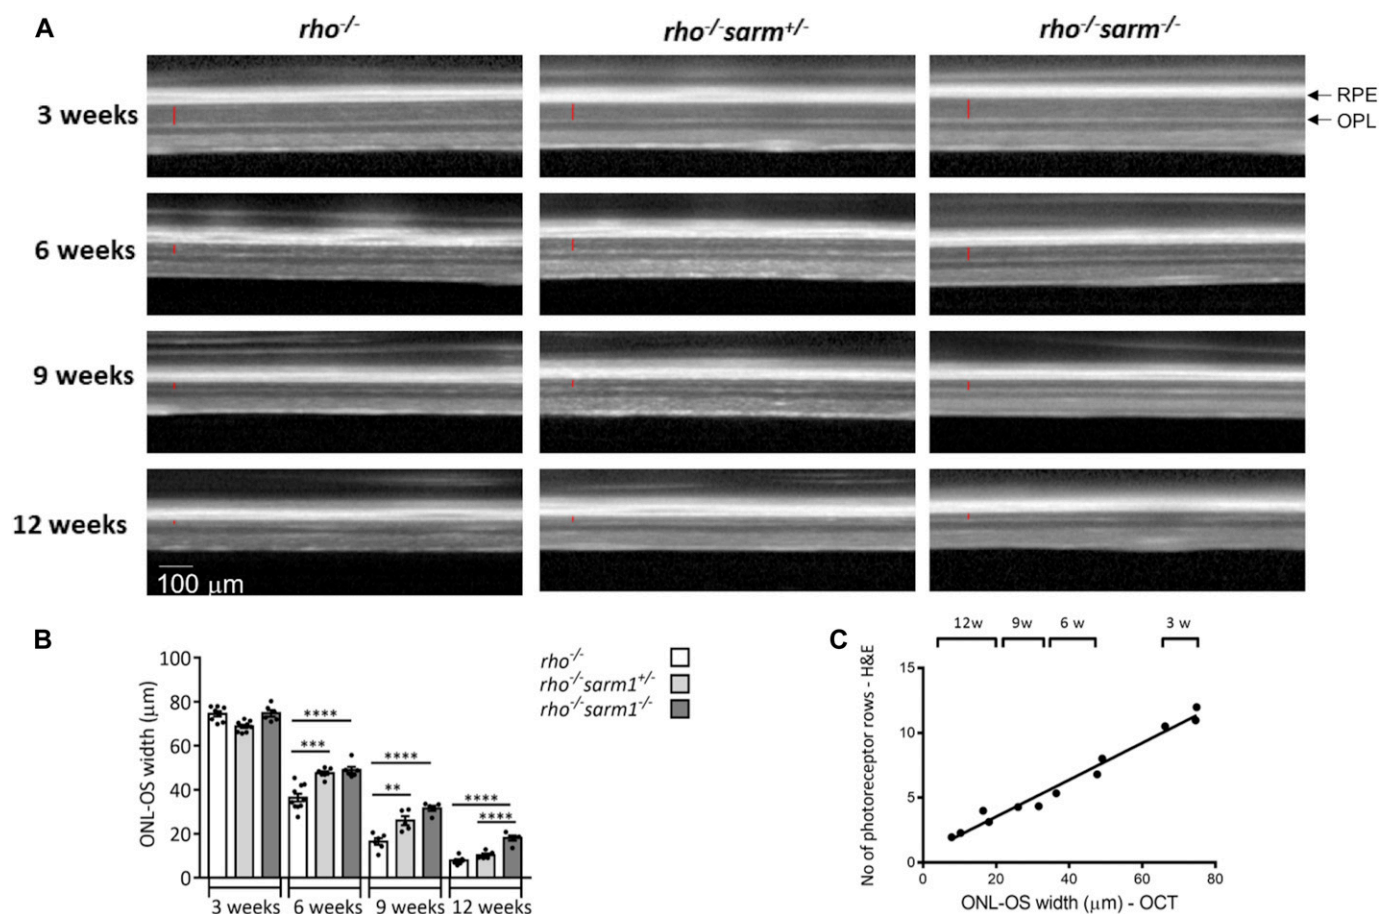 A
rho-/-
rho-/-sarm+/-
rho-/-sarm-/-
3 weeks
RPE
OPL
6 weeks
9 weeks
12 weeks
100 µm
B
ONL-OS width (µm)
100
80
60
40
20
0
****
***
****
**
****
****
3 weeks
6 weeks
9 weeks
12 weeks
rho-/-
rho-/-sarm1+/-
rho-/-sarm1-/-
C
12w
9w
6 w
3 w
No of photoreceptor rows - H&E
15
10
5
0
0
20
40
60
80
ONL-OS width (µm) - OCT